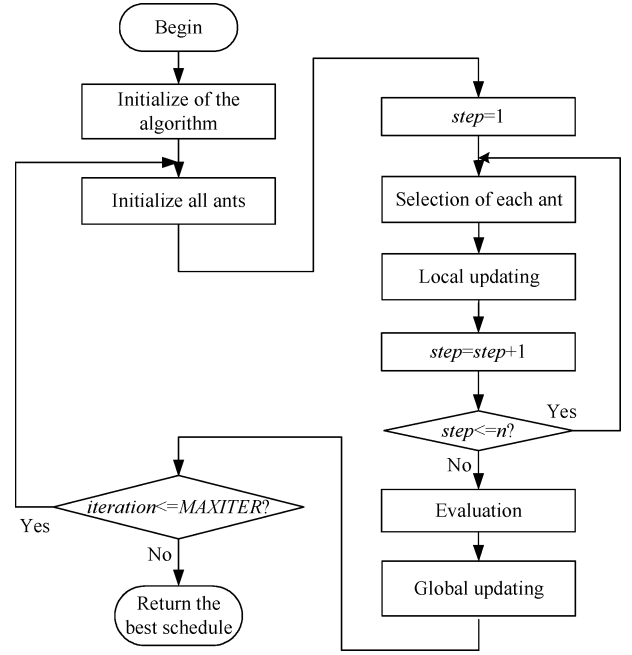 Begin
Initialize of the
algorithm
Initialize all ants
step=1
Selection of each ant
Local updating
step=step+1
step<=n?
Yes
No
Evaluation
Global updating
iteration<=MAXITER?
Yes
No
Return the
best schedule